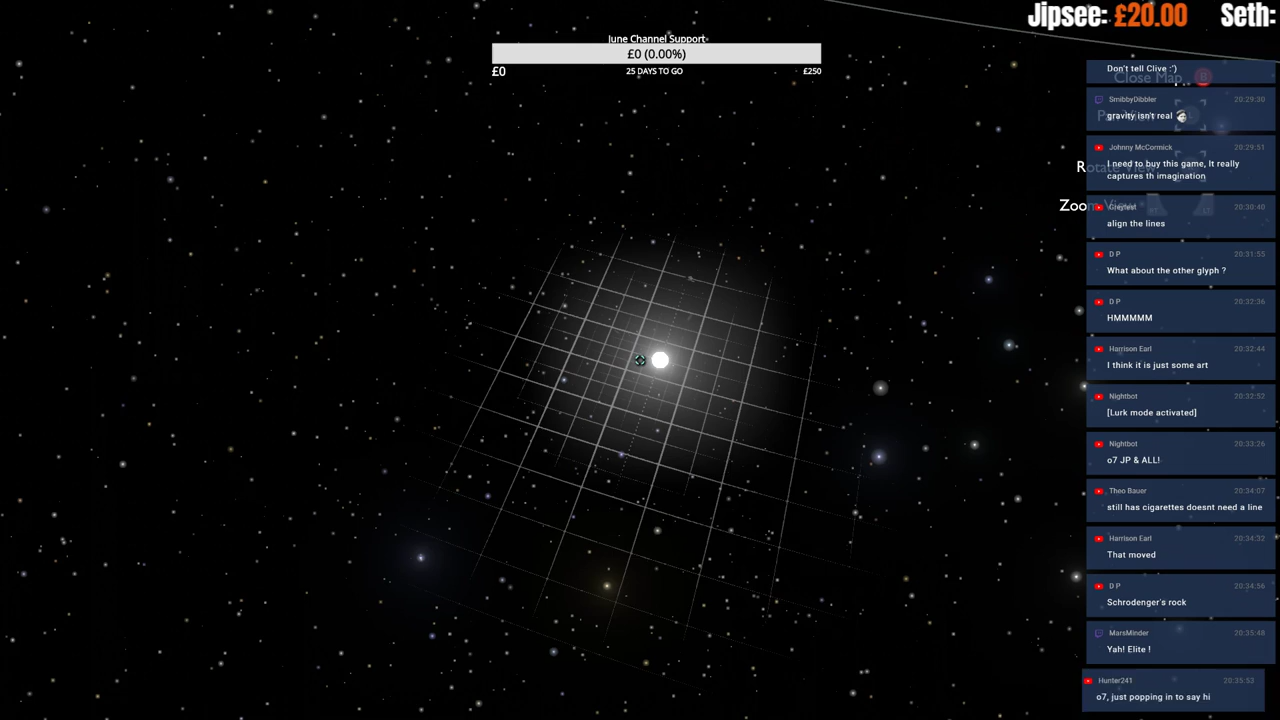 Jipsee: £20.00 Seth:
June Channel Support
£0 (0.00%)
£0 25 DAYS TO GO £250
Don't tell Clive :')
Close Map B
SmibbyDibbler 20:29:30
gravity isn't real
Johnny McCormick 20:29:51
I need to buy this game, It really
captures th imagination
Rotate View
Zoom View
20:30:40
align the lines
D P 20:31:55
What about the other glyph ?
D P 20:32:36
HMMMMM
Harrison Earl 20:32:44
I think it is just some art
Nightbot 20:32:52
[Lurk mode activated]
Nightbot 20:33:26
o7 JP & ALL!
Theo Bauer 20:34:07
still has cigarettes doesnt need a line
Harrison Earl 20:34:32
That moved
D P 20:34:56
Schrodenger's rock
MarsMinder 20:35:48
Yah! Elite !
Hunter241 20:35:53
o7, just popping in to say hi